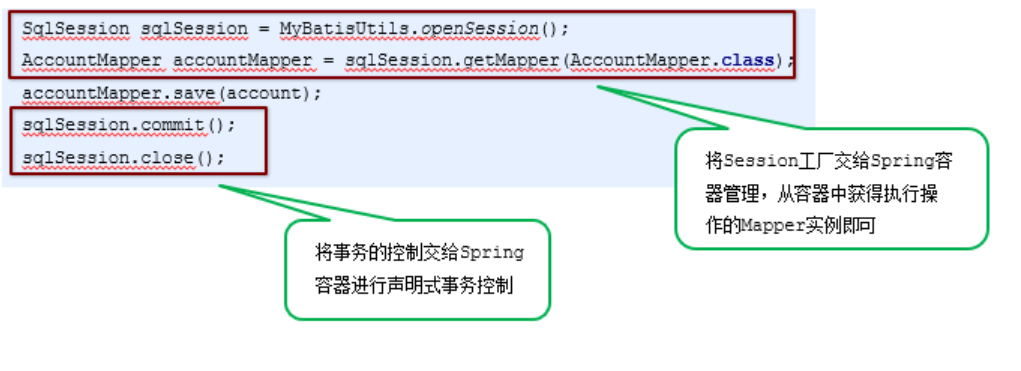 SqlSession sqlSession = MyBatisUtils.openSession();
AccountMapper accountMapper = sqlSession.getMapper(AccountMapper.class);
accountMapper.save(account);
sqlSession.commit();
sqlSession.close();
将Session工厂交给Spring容
器管理，从容器中获得执行操
作的Mapper实例即可
将事务的控制交给Spring
容器进行声明式事务控制